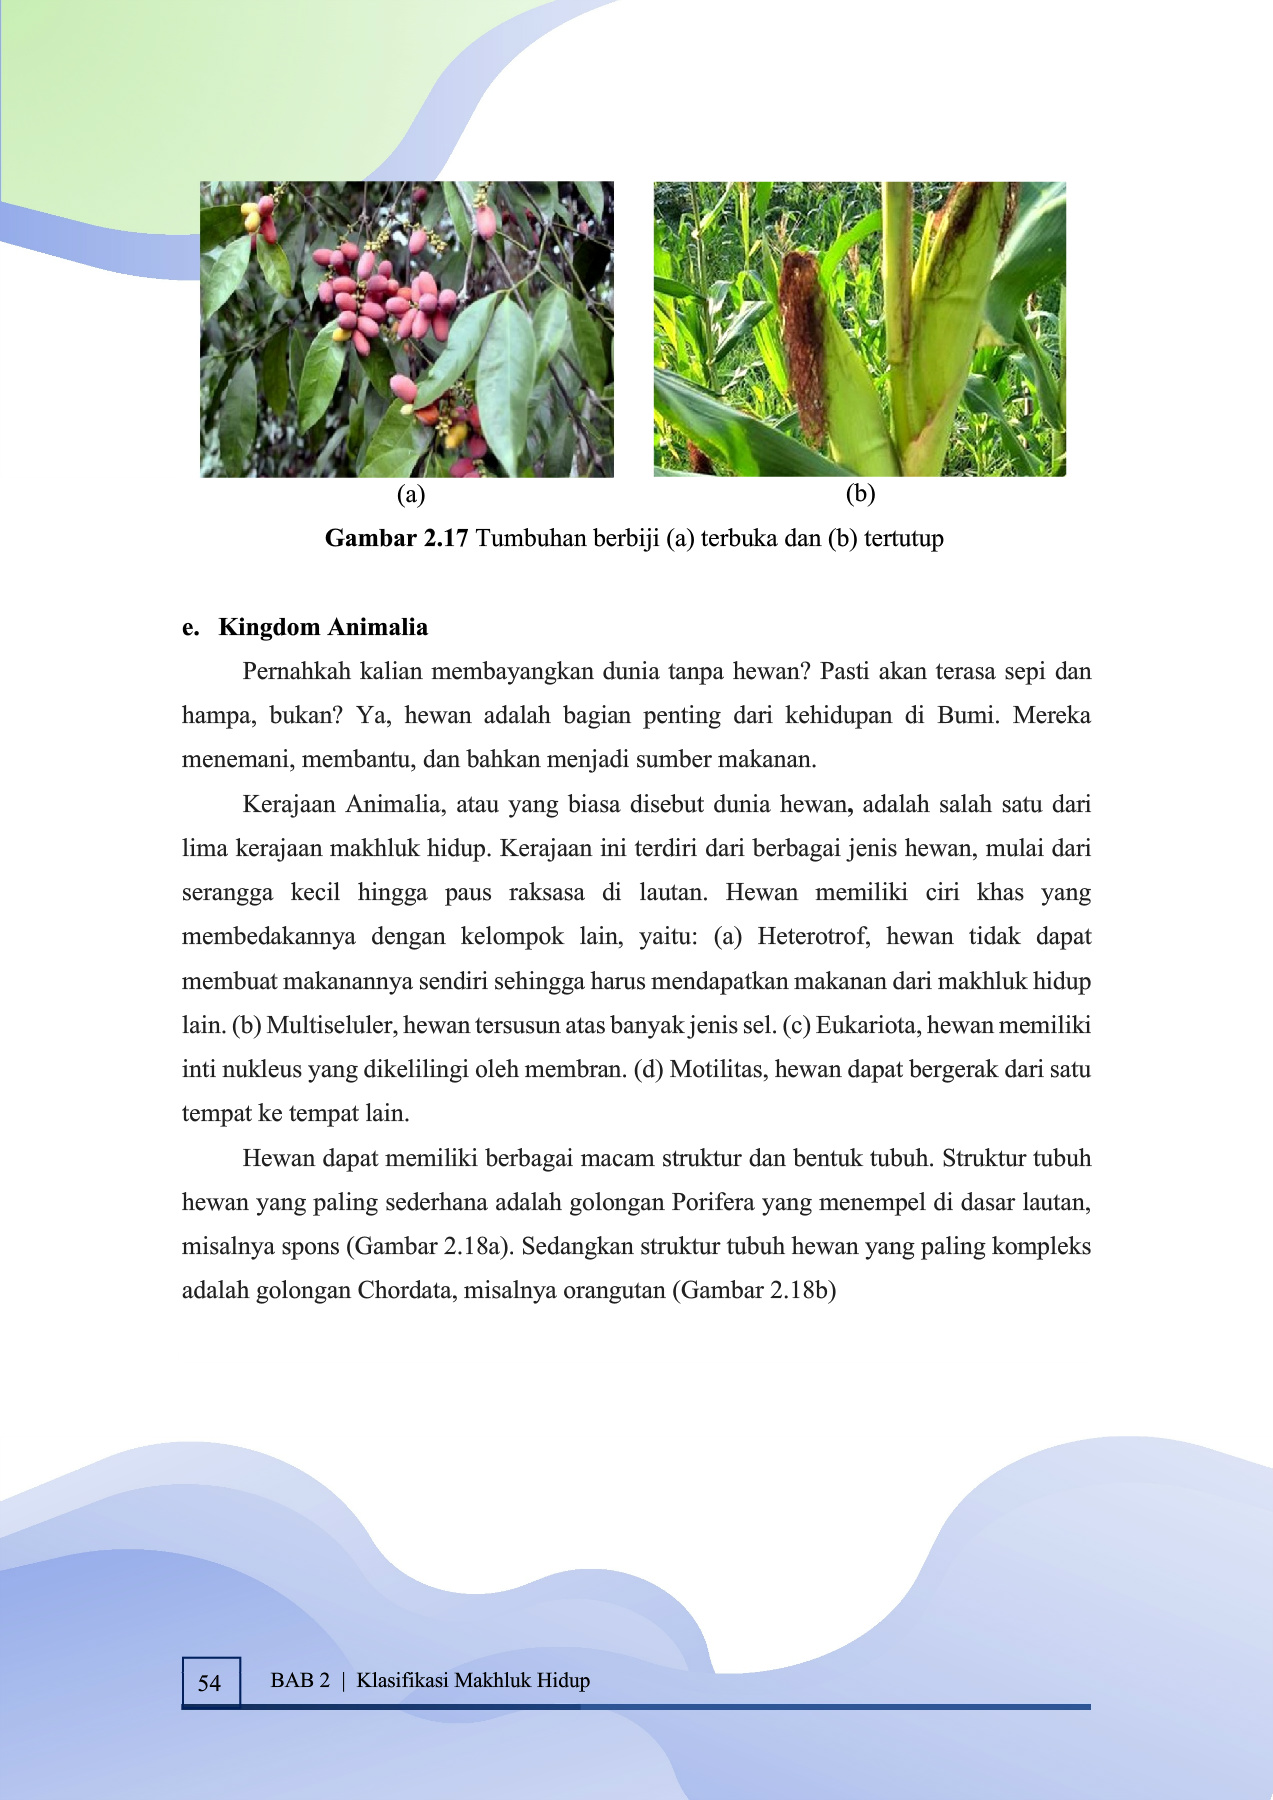 (a)
(b)
Gambar 2.17 Tumbuhan berbiji (a) terbuka dan (b) tertutup
e. Kingdom Animalia
Pernahkah kalian membayangkan dunia tanpa hewan? Pasti akan terasa sepi dan
hampa, bukan? Ya, hewan adalah bagian penting dari kehidupan di Bumi. Mereka
menemani, membantu, dan bahkan menjadi sumber makanan.
Kerajaan Animalia, atau yang biasa disebut dunia hewan, adalah salah satu dari
lima kerajaan makhluk hidup. Kerajaan ini terdiri dari berbagai jenis hewan, mulai dari
serangga kecil hingga paus raksasa di lautan. Hewan memiliki ciri khas yang
membedakannya dengan kelompok lain, yaitu: (a) Heterotrof, hewan tidak dapat
membuat makanannya sendiri sehingga harus mendapatkan makanan dari makhluk hidup
lain. (b) Multiseluler, hewan tersusun atas banyak jenis sel. (c) Eukariota, hewan memiliki
inti nukleus yang dikelilingi oleh membran. (d) Motilitas, hewan dapat bergerak dari satu
tempat ke tempat lain.
Hewan dapat memiliki berbagai macam struktur dan bentuk tubuh. Struktur tubuh
hewan yang paling sederhana adalah golongan Porifera yang menempel di dasar lautan,
misalnya spons (Gambar 2.18a). Sedangkan struktur tubuh hewan yang paling kompleks
adalah golongan Chordata, misalnya orangutan (Gambar 2.18b)
54
BAB 2 | Klasifikasi Makhluk Hidup